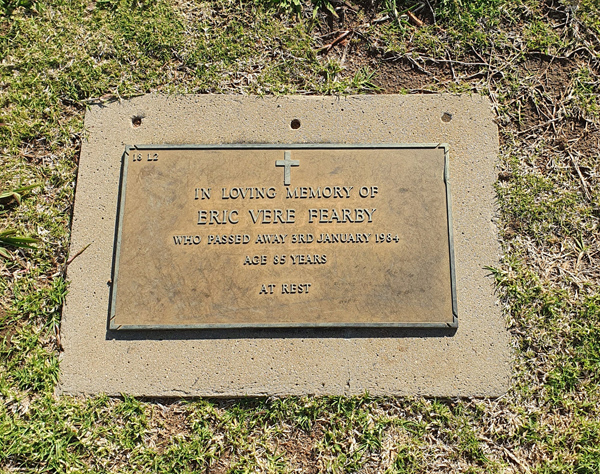 18 L2
IN LOVING MEMORY OF
ERIC VERE FEARBY
WHO PASSED AWAY 3RD JANUARY 1984
AGE 85 YEARS
AT REST